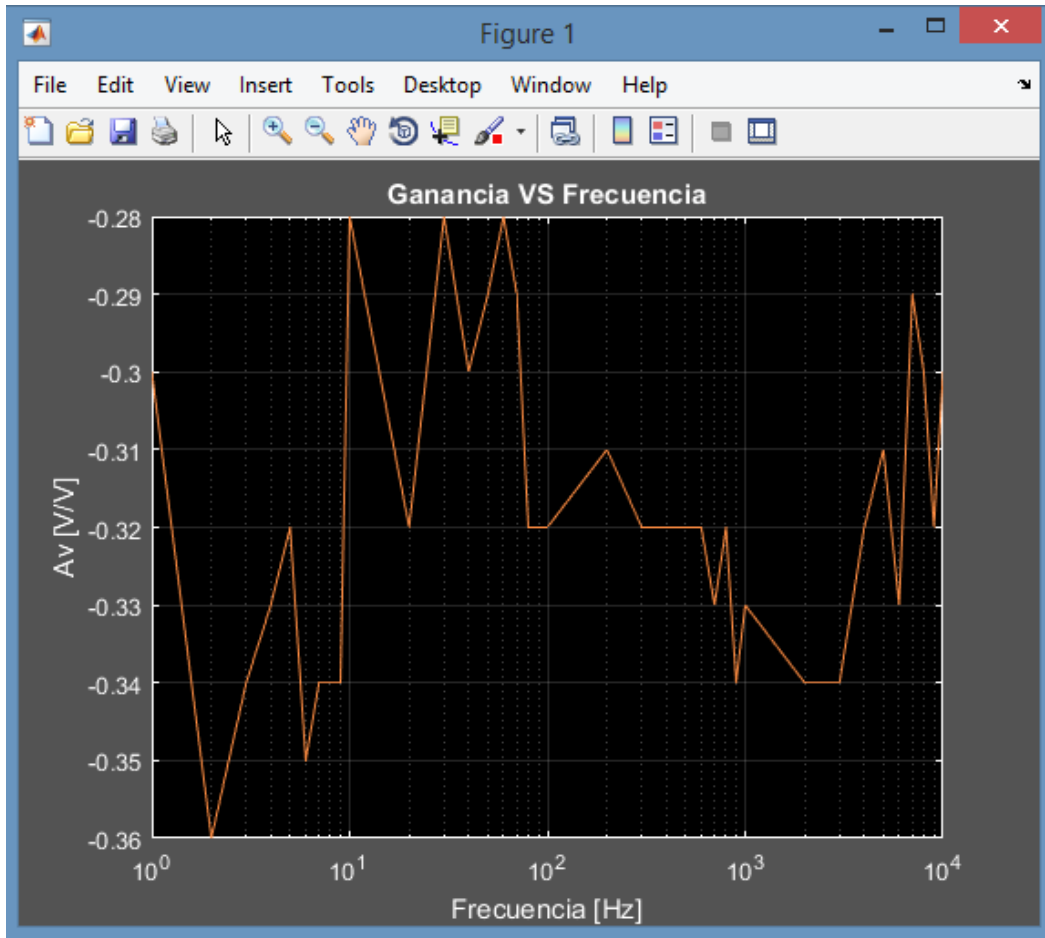 Figure 1
File Edit View Insert Tools Desktop Window Help
Ganancia VS Frecuencia
-0.28
-0.29
-0.3
-0.31
-0.32
-0.33
-0.34
-0.35
-0.36
Av [V/V]
10^0 10^1 10^2 10^3 10^4
Frecuencia [Hz]